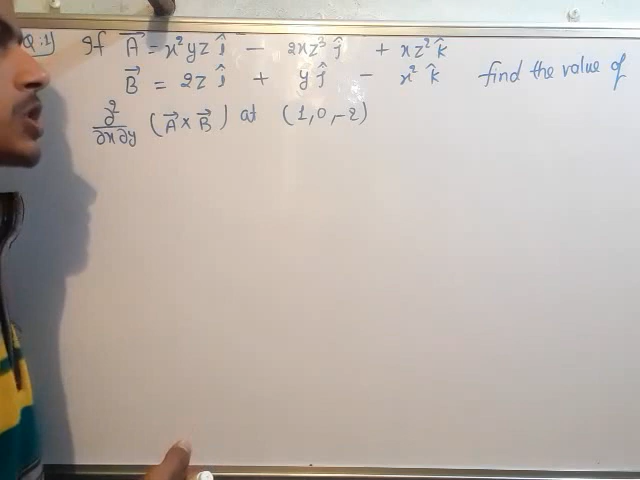 Q:1) If A⃗ = x²yz î − 2xz³ ĵ + xz² k̂
B⃗ = 2z î + y ĵ − x² k̂ find the value of
∂²/∂x∂y (A⃗ × B⃗) at (1, 0, -2)